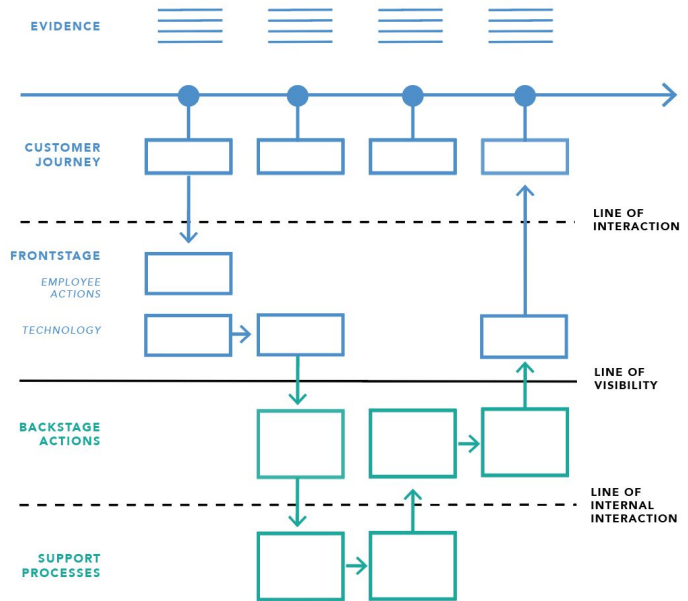 EVIDENCE
CUSTOMER
JOURNEY
LINE OF
INTERACTION
FRONTSTAGE
EMPLOYEE
ACTIONS
TECHNOLOGY
LINE OF
VISIBILITY
BACKSTAGE
ACTIONS
LINE OF
INTERNAL
INTERACTION
SUPPORT
PROCESSES